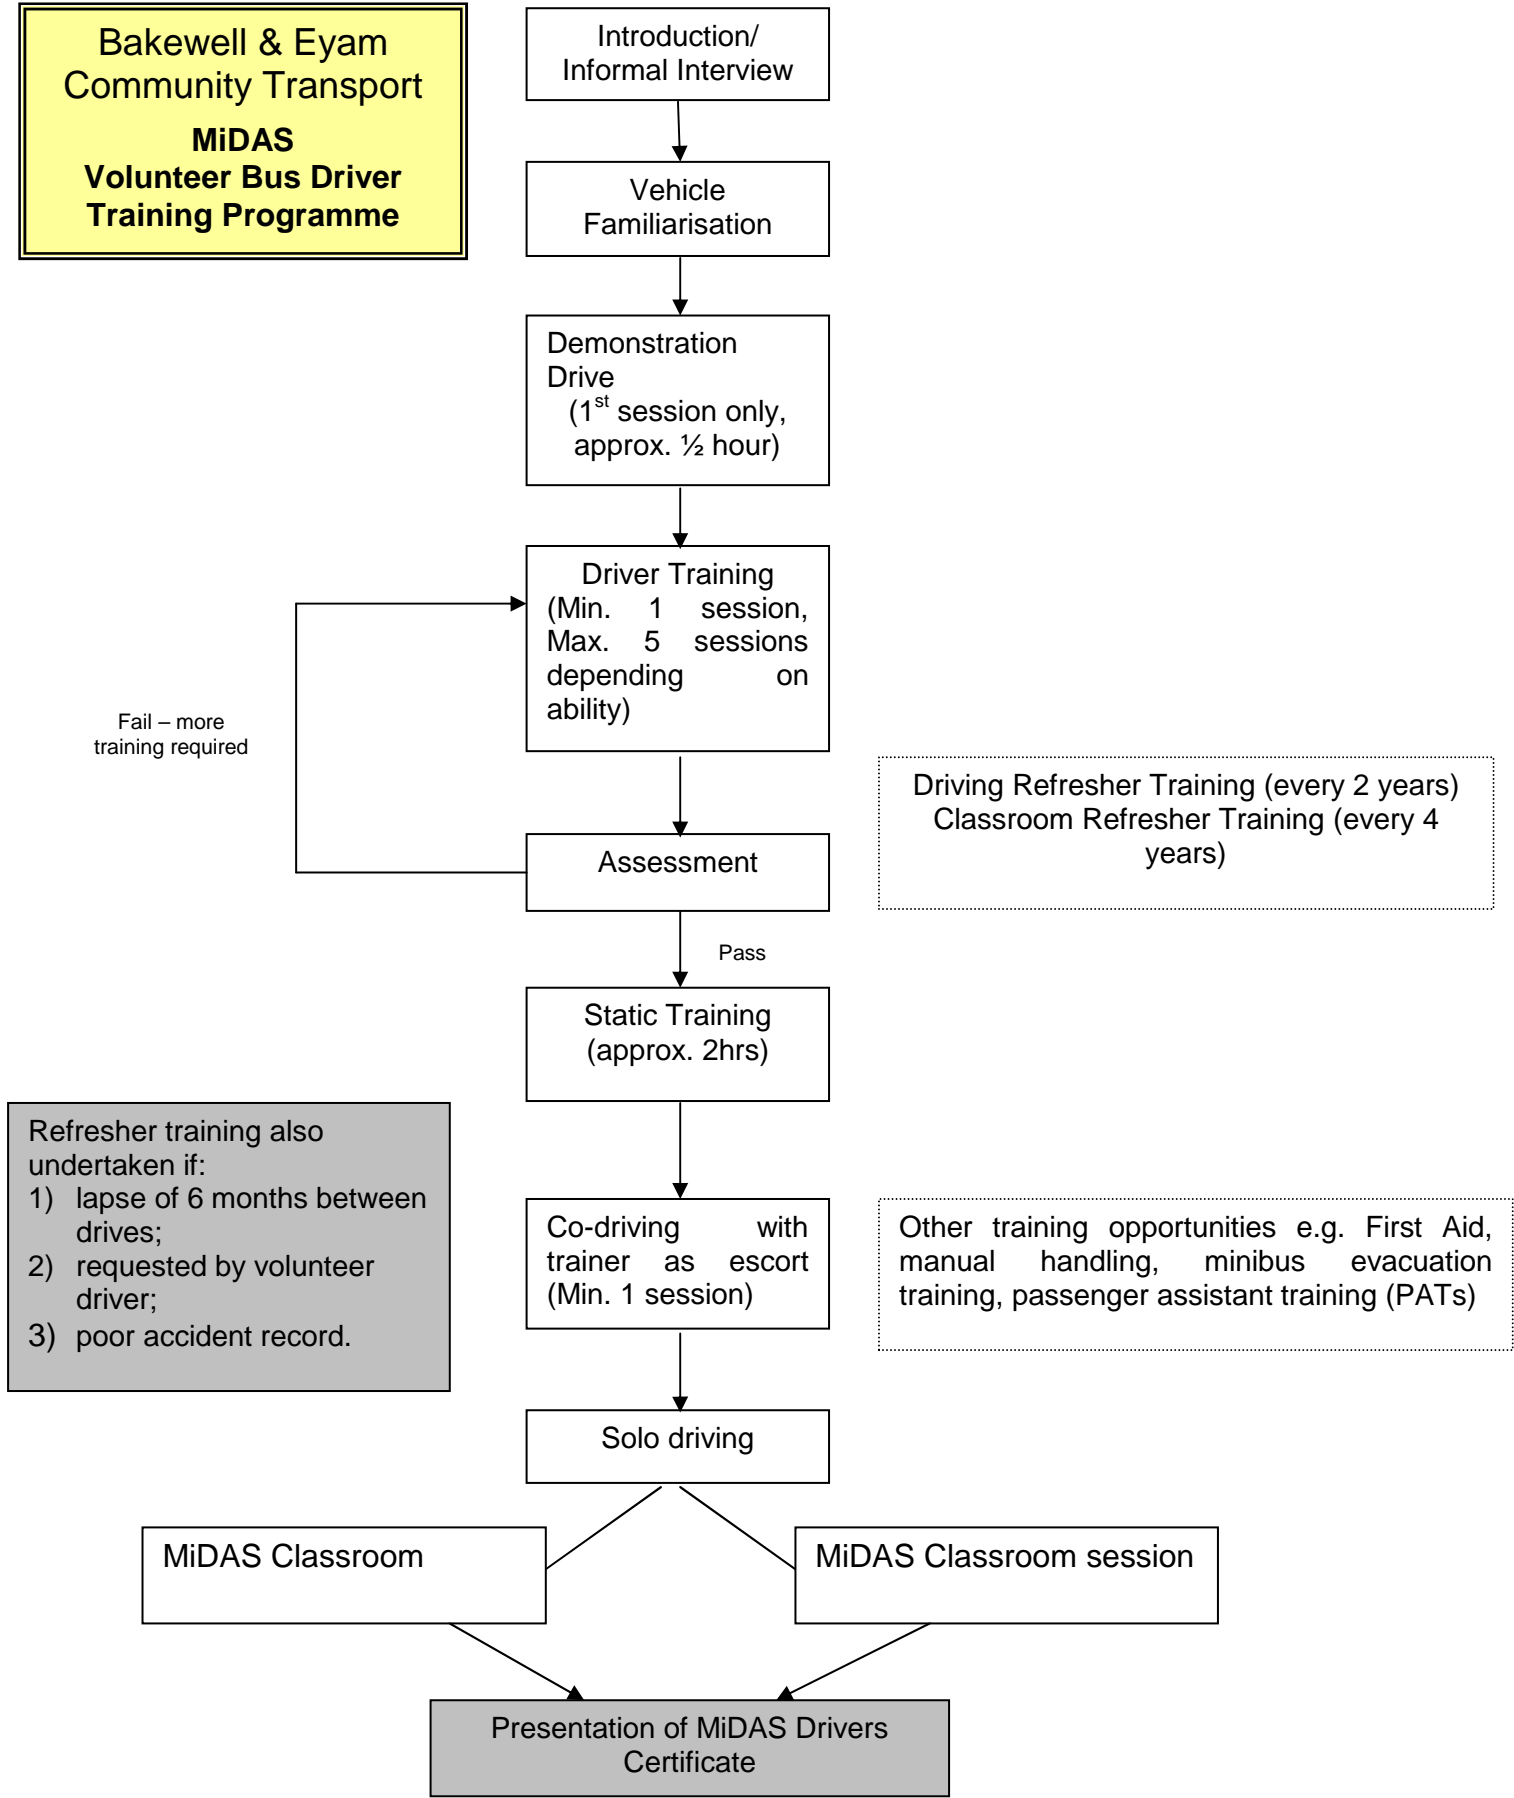 Bakewell & Eyam
Community Transport
MiDAS
Volunteer Bus Driver
Training Programme
Introduction/
Informal Interview
Vehicle
Familiarisation
Demonstration
Drive
(1st session only,
approx. ½ hour)
Driver Training
(Min. 1 session,
Max. 5 sessions
depending on
ability)
Fail – more
training required
Driving Refresher Training (every 2 years)
Classroom Refresher Training (every 4
years)
Assessment
Pass
Static Training
(approx. 2hrs)
Refresher training also
undertaken if:
1) lapse of 6 months between
drives;
2) requested by volunteer
driver;
3) poor accident record.
Co-driving with
trainer as escort
(Min. 1 session)
Other training opportunities e.g. First Aid,
manual handling, minibus evacuation
training, passenger assistant training (PATs)
Solo driving
MiDAS Classroom
MiDAS Classroom session
Presentation of MiDAS Drivers
Certificate